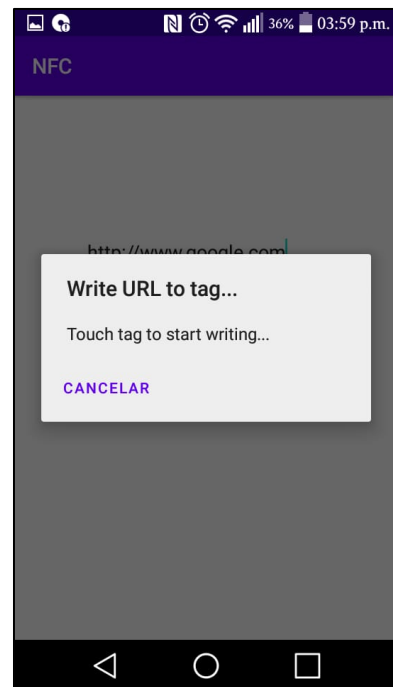 36% 03:59 p.m.
NFC
http://www.google.com
Write URL to tag...
Touch tag to start writing...
CANCELAR